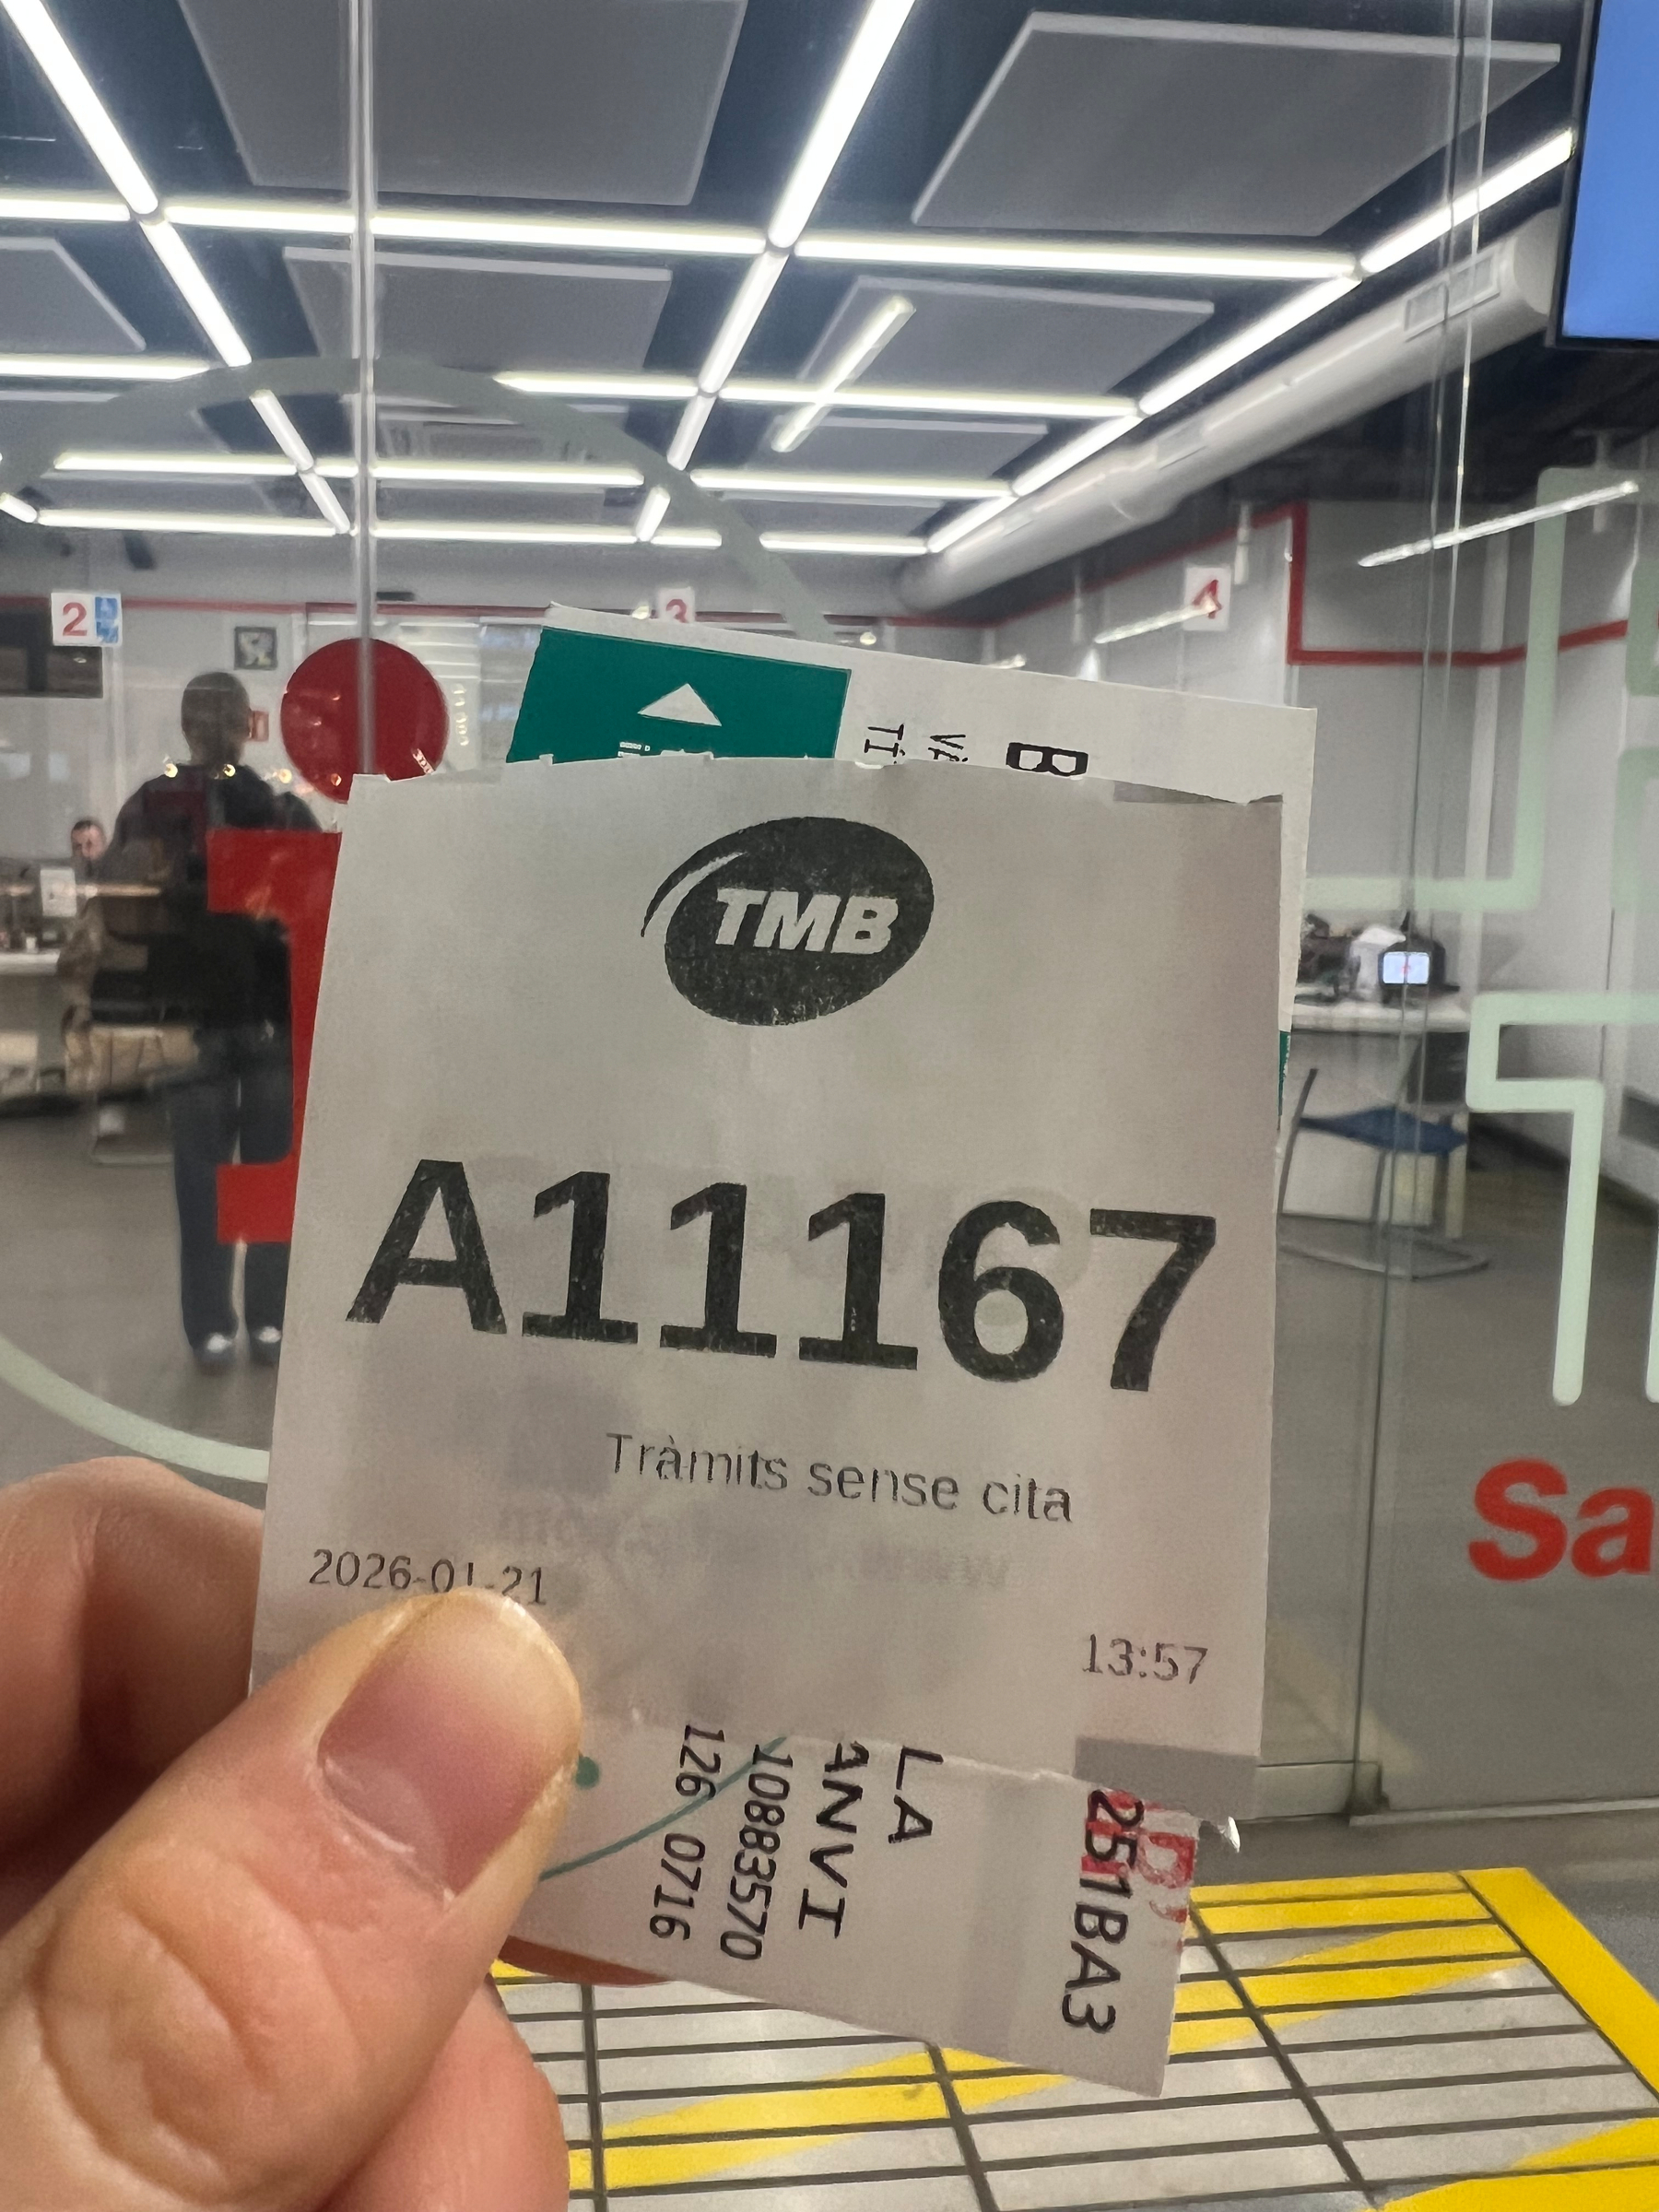 2
3
4
B
TMB
A11167
Tràmits sense cita
2026-01-21
13:57
Sa
251BA3
LA
ANVI
10883570
126 0716